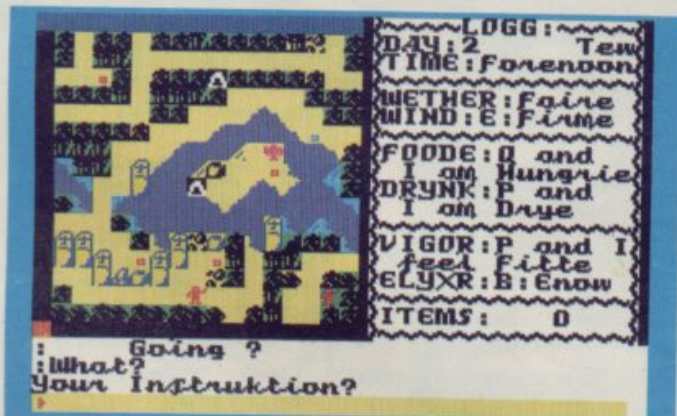 LOGG:
DAY:2 Tew
TIME:Forenoon
WETHER:Faire
WIND:E:Firme
FOODE:Q and
I am Hungrie
DRYNK:P and
I am Drye
VIGOR:P and I
feel Fitte
ELYXR:B:Enow
ITEMS: 0
: Going ?
:What?
Your Instruktion?